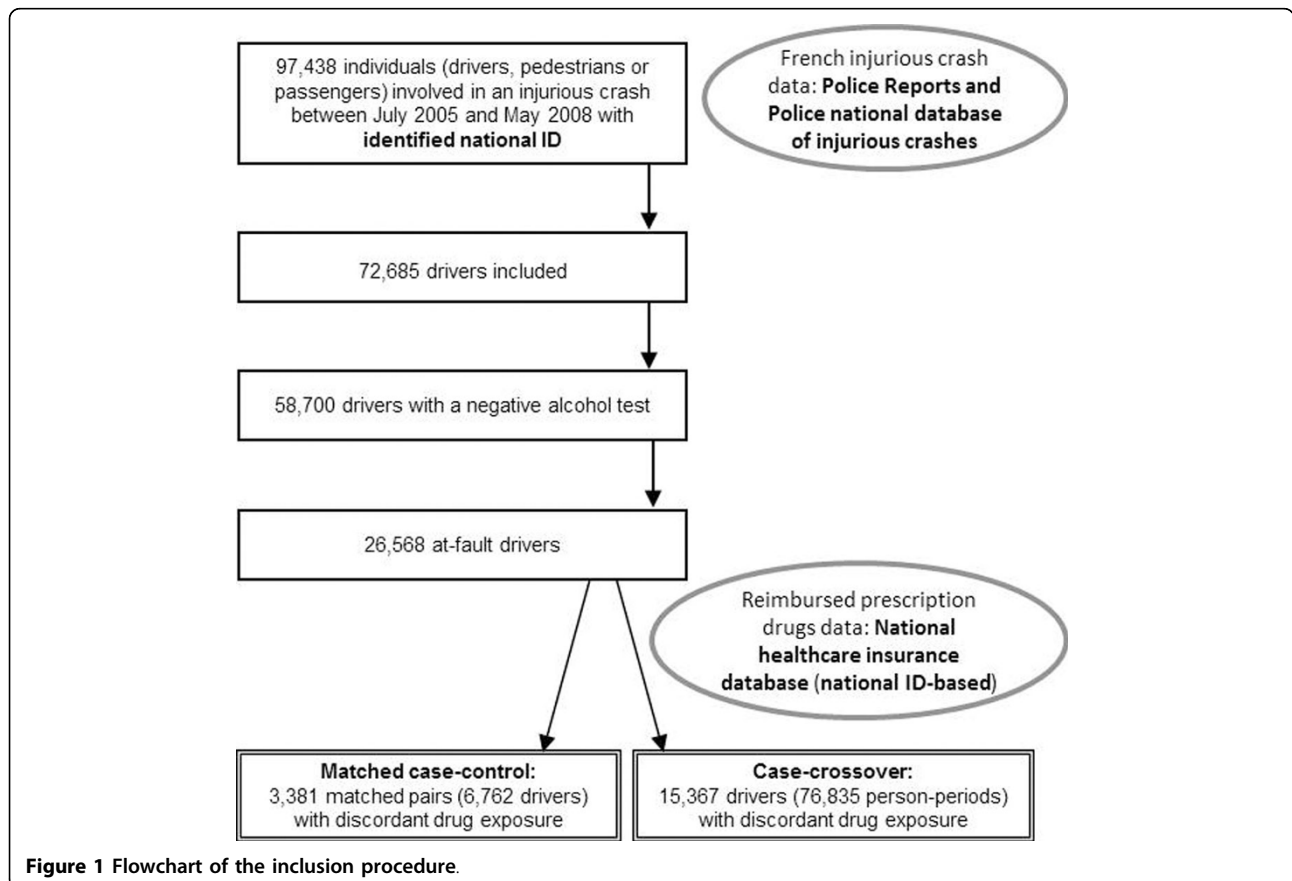 97,438 individuals (drivers, pedestrians or
passengers) involved in an injurious crash
between July 2005 and May 2008 with
identified national ID
French injurious crash
data: Police Reports and
Police national database
of injurious crashes
72,685 drivers included
58,700 drivers with a negative alcohol test
26,568 at-fault drivers
Reimbursed prescription
drugs data: National
healthcare insurance
database (national ID-based)
Matched case-control:
3,381 matched pairs (6,762 drivers)
with discordant drug exposure
Case-crossover:
15,367 drivers (76,835 person-periods)
with discordant drug exposure
Figure 1 Flowchart of the inclusion procedure.